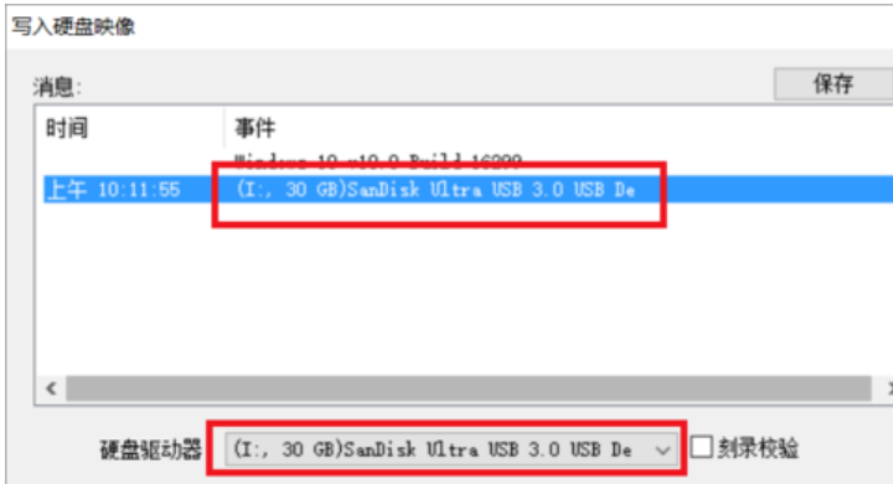 写入硬盘映像
消息:
保存
时间 事件
Windows 10 v10.0 Build 16299
上午 10:11:55 (I:, 30 GB)SanDisk Ultra USB 3.0 USB De
硬盘驱动器 (I:, 30 GB)SanDisk Ultra USB 3.0 USB De 刻录校验